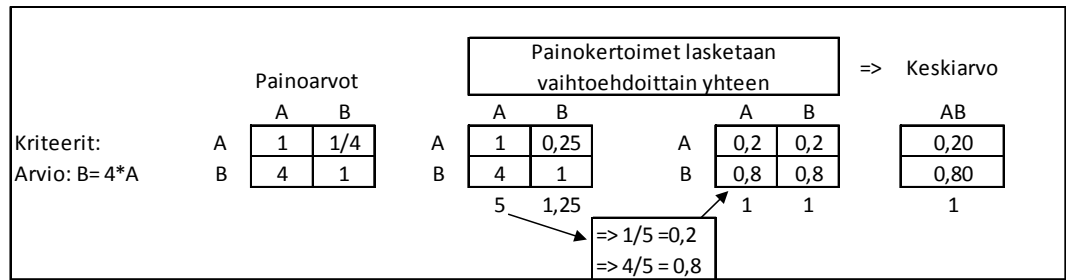 Painokertoimet lasketaan
vaihtoehdoittain yhteen
=> Keskiarvo
Painoarvot
A B A B A B AB
Kriteerit: A 1 1/4 A 1 0,25 A 0,2 0,2 0,20
Arvio: B= 4*A B 4 1 B 4 1 B 0,8 0,8 0,80
5 1,25 1 1 1
=> 1/5 =0,2
=> 4/5 = 0,8